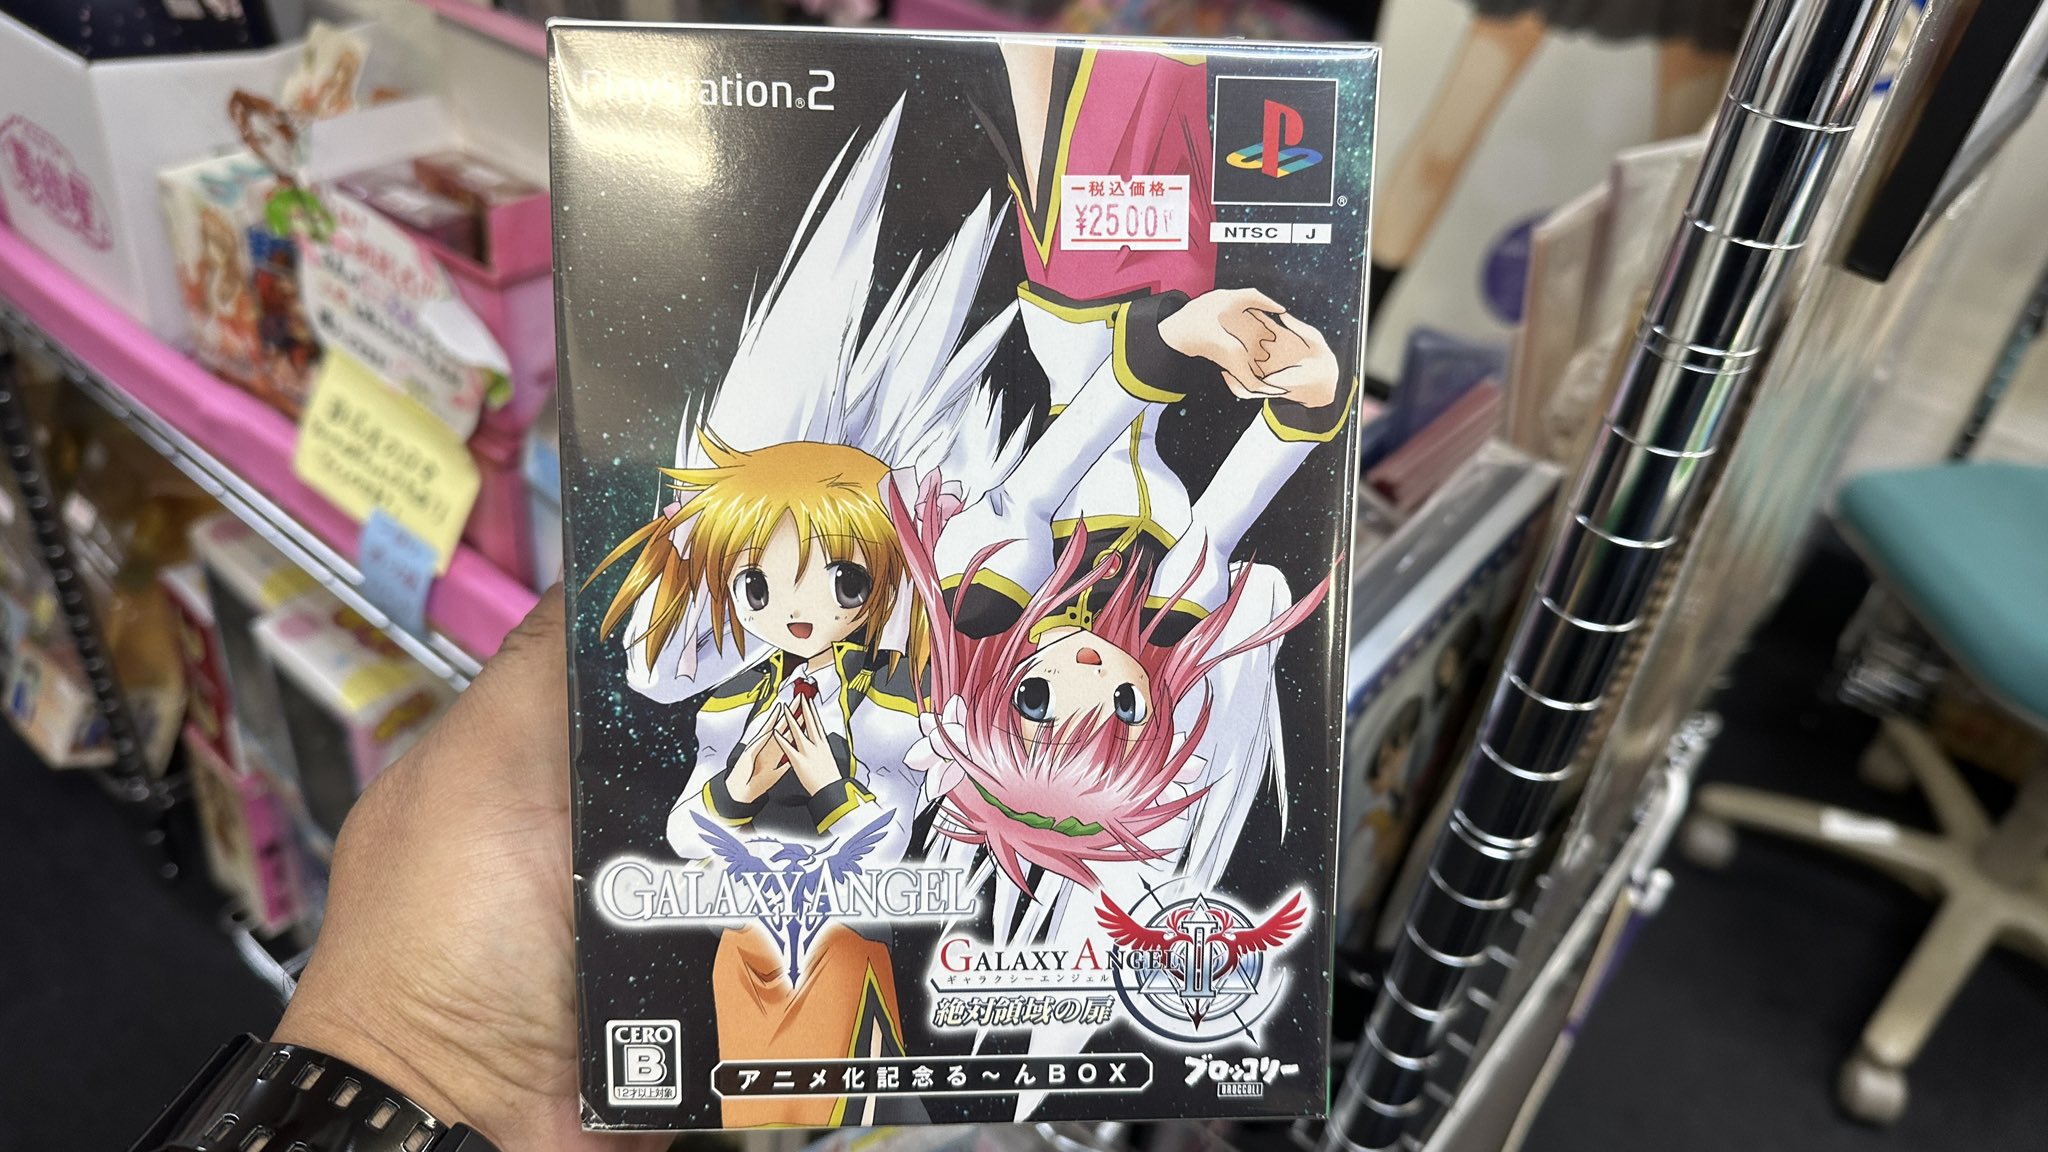 PlayStation®2
税込価格
¥2500
NTSC J
GALAXY ANGEL
GALAXY ANGEL II
ギャラクシーエンジェル
絶対領域の扉
CERO
B
12才以上対象
アニメ化記念る〜んBOX
ブロッコリー
BROCCOLI